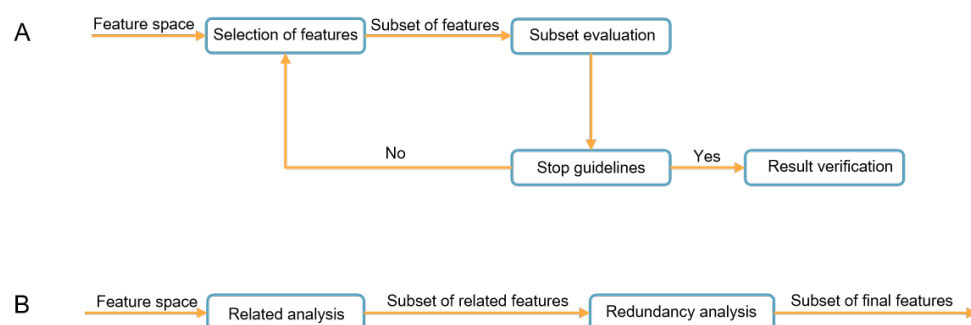 A
Feature space
Selection of features
Subset of features
Subset evaluation
No
Stop guidelines
Yes
Result verification
B
Feature space
Related analysis
Subset of related features
Redundancy analysis
Subset of final features